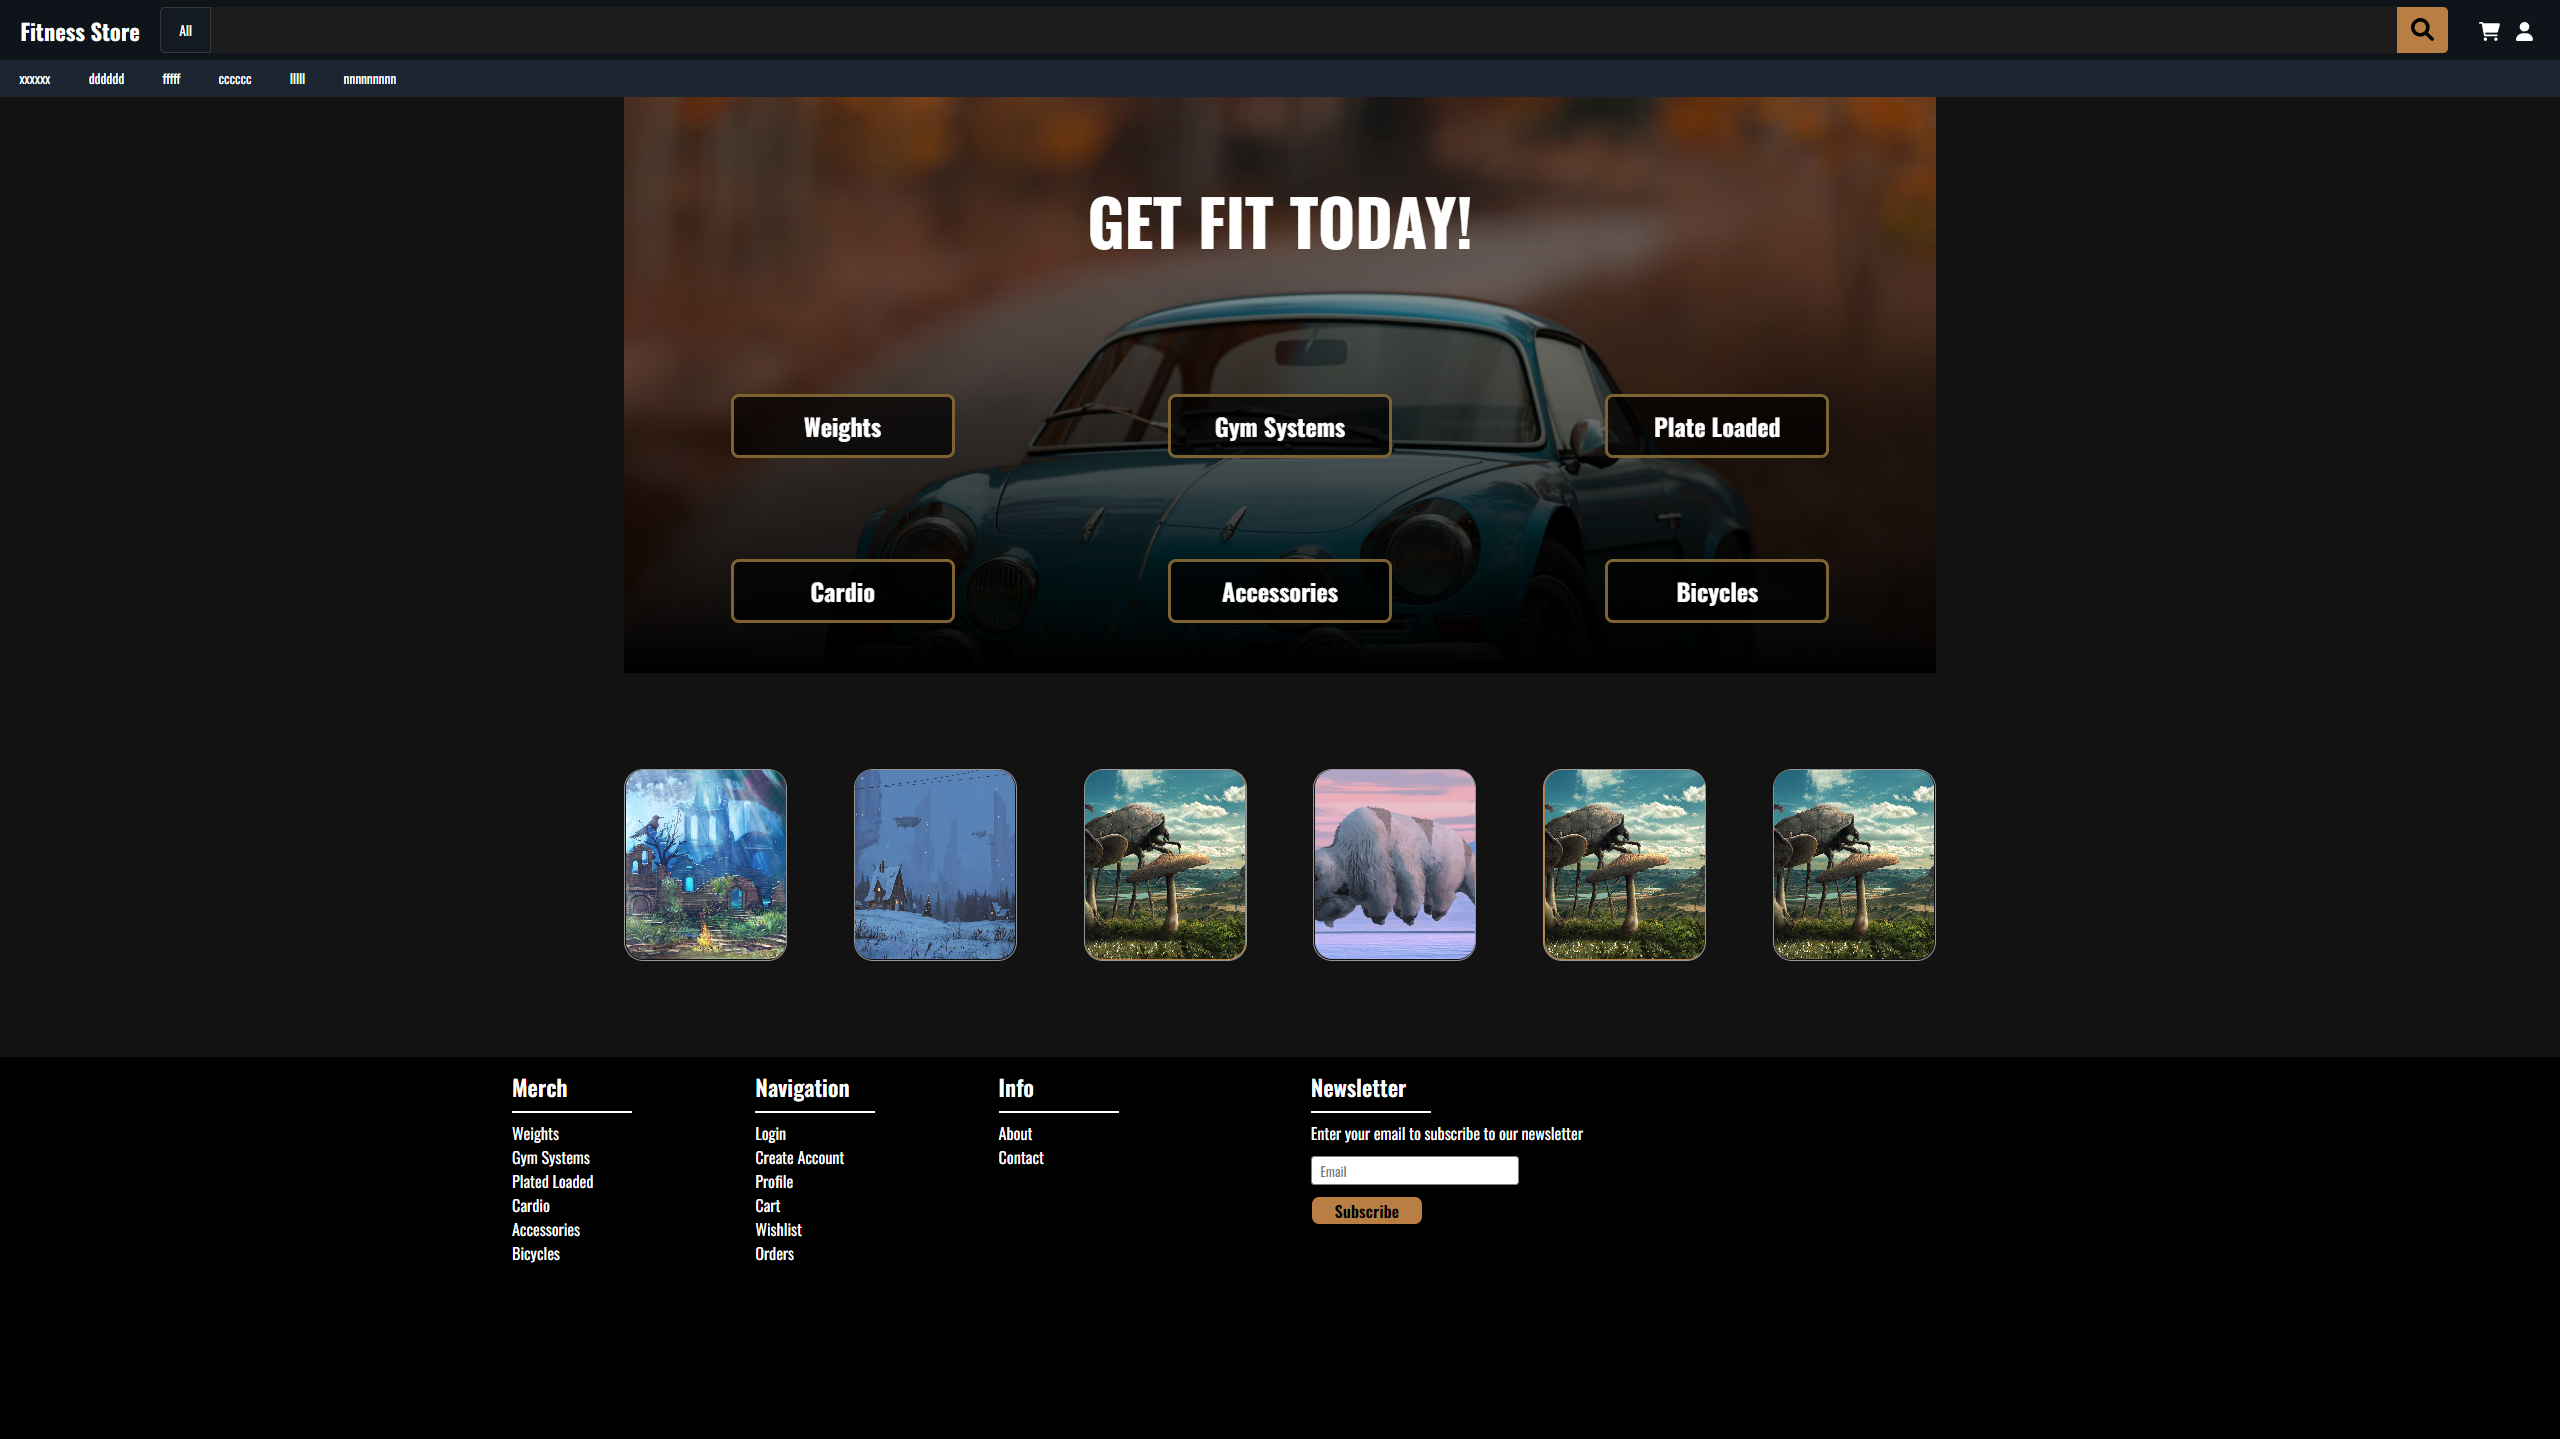 Fitness Store
All
xxxxxx dddddd fffff cccccc lllll nnnnnnnnn
GET FIT TODAY!
Weights Gym Systems Plate Loaded
Cardio Accessories Bicycles
Merch
Weights
Gym Systems
Plated Loaded
Cardio
Accessories
Bicycles
Navigation
Login
Create Account
Profile
Cart
Wishlist
Orders
Info
About
Contact
Newsletter
Enter your email to subscribe to our newsletter
Email
Subscribe